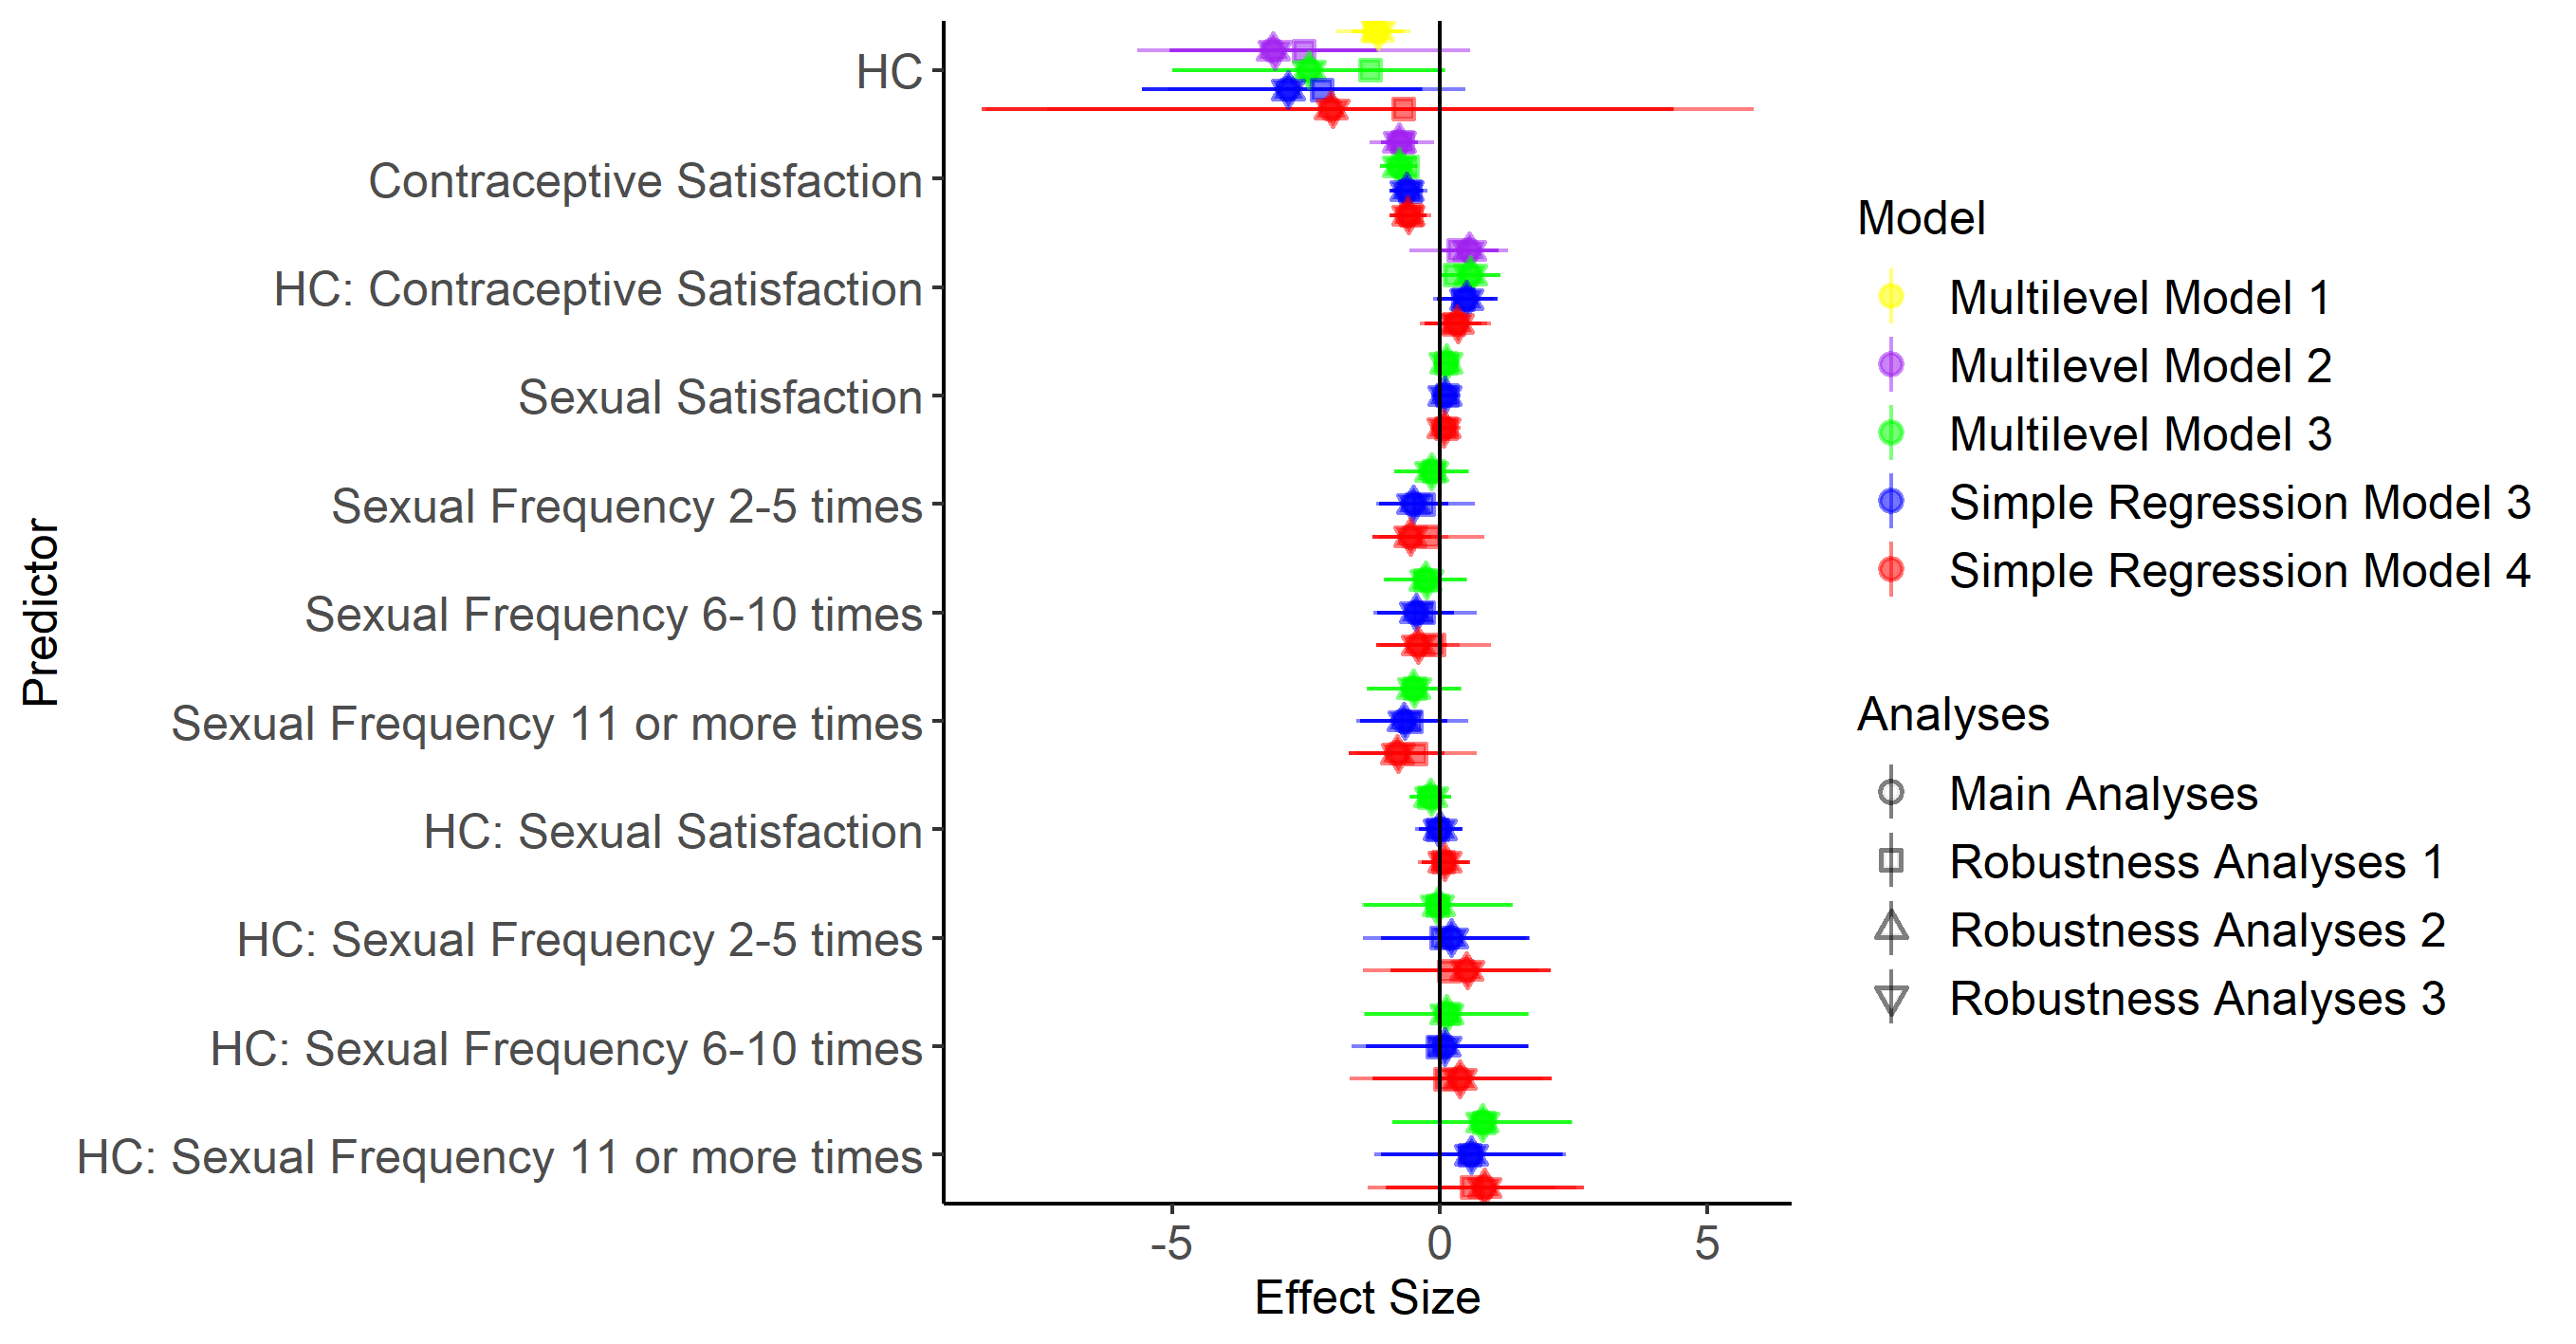 HC
Contraceptive Satisfaction
HC: Contraceptive Satisfaction
Sexual Satisfaction
Sexual Frequency 2-5 times
Sexual Frequency 6-10 times
Sexual Frequency 11 or more times
HC: Sexual Satisfaction
HC: Sexual Frequency 2-5 times
HC: Sexual Frequency 6-10 times
HC: Sexual Frequency 11 or more times
Predictor
-5 0 5
Effect Size
Model
Multilevel Model 1
Multilevel Model 2
Multilevel Model 3
Simple Regression Model 3
Simple Regression Model 4
Analyses
Main Analyses
Robustness Analyses 1
Robustness Analyses 2
Robustness Analyses 3